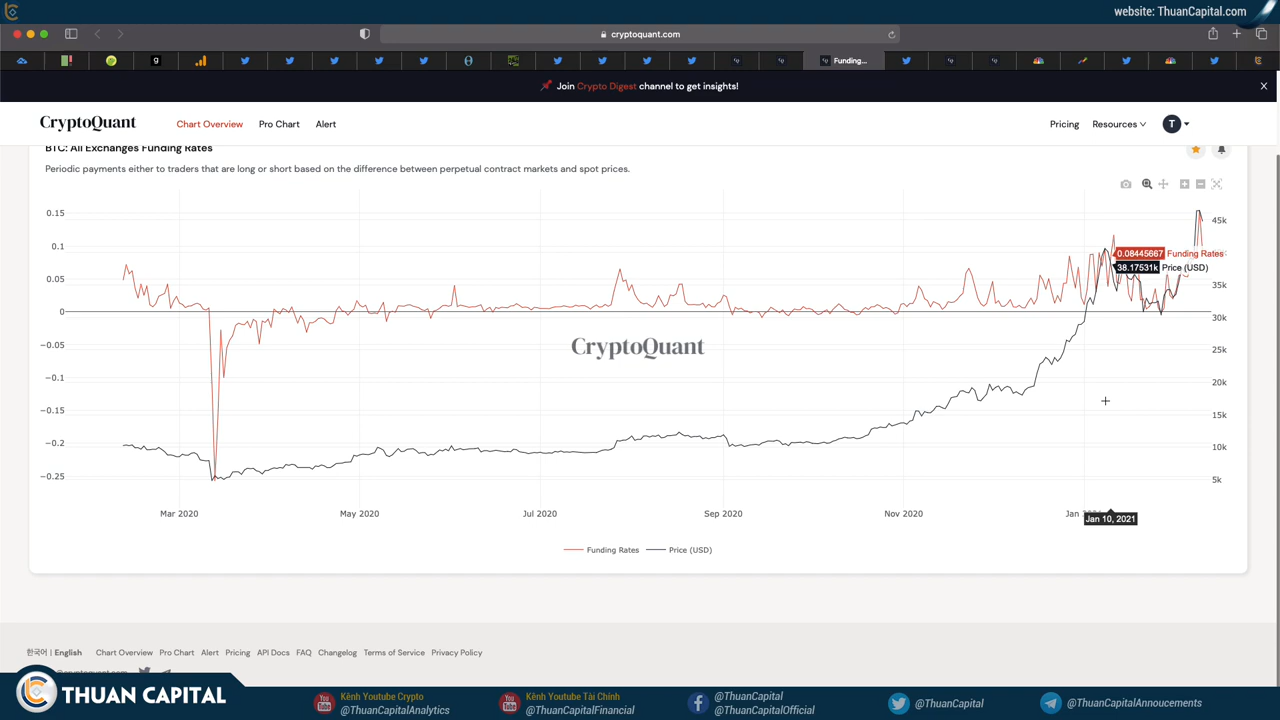 website: ThuanCapital.com
cryptoquant.com
Funding...
Join Crypto Digest channel to get insights!
CryptoQuant
Chart Overview
Pro Chart
Alert
Pricing
Resources
T
BTC: All Exchanges Funding Rates
Periodic payments either to traders that are long or short based on the difference between perpetual contract markets and spot prices.
0.15
0.1
0.05
0
−0.05
−0.1
−0.15
−0.2
−0.25
45k
35k
30k
25k
20k
15k
10k
5k
0.08445667 Funding Rates
38.17531k Price (USD)
CryptoQuant
Mar 2020
May 2020
Jul 2020
Sep 2020
Nov 2020
Jan
Jan 10, 2021
Funding Rates
Price (USD)
한국어 | English
Chart Overview
Pro Chart
Alert
Pricing
API Docs
FAQ
Changelog
Terms of Service
Privacy Policy
THUAN CAPITAL
Kênh Youtube Crypto
@ThuanCapitalAnalytics
Kênh Youtube Tài Chính
@ThuanCapitalFinancial
@ThuanCapital
@ThuanCapitalOfficial
@ThuanCapital
@ThuanCapitalAnnoucements